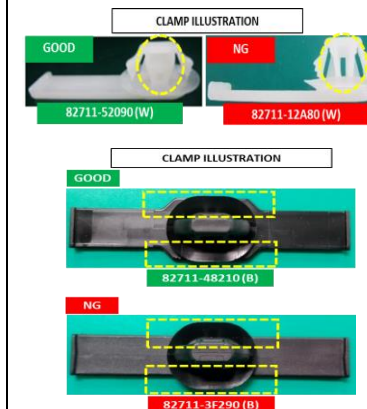 CLAMP ILLUSTRATION
GOOD
NG
82711-52090 (W)
82711-12A80 (W)
CLAMP ILLUSTRATION
GOOD
82711-48210 (B)
NG
82711-3F290 (B)